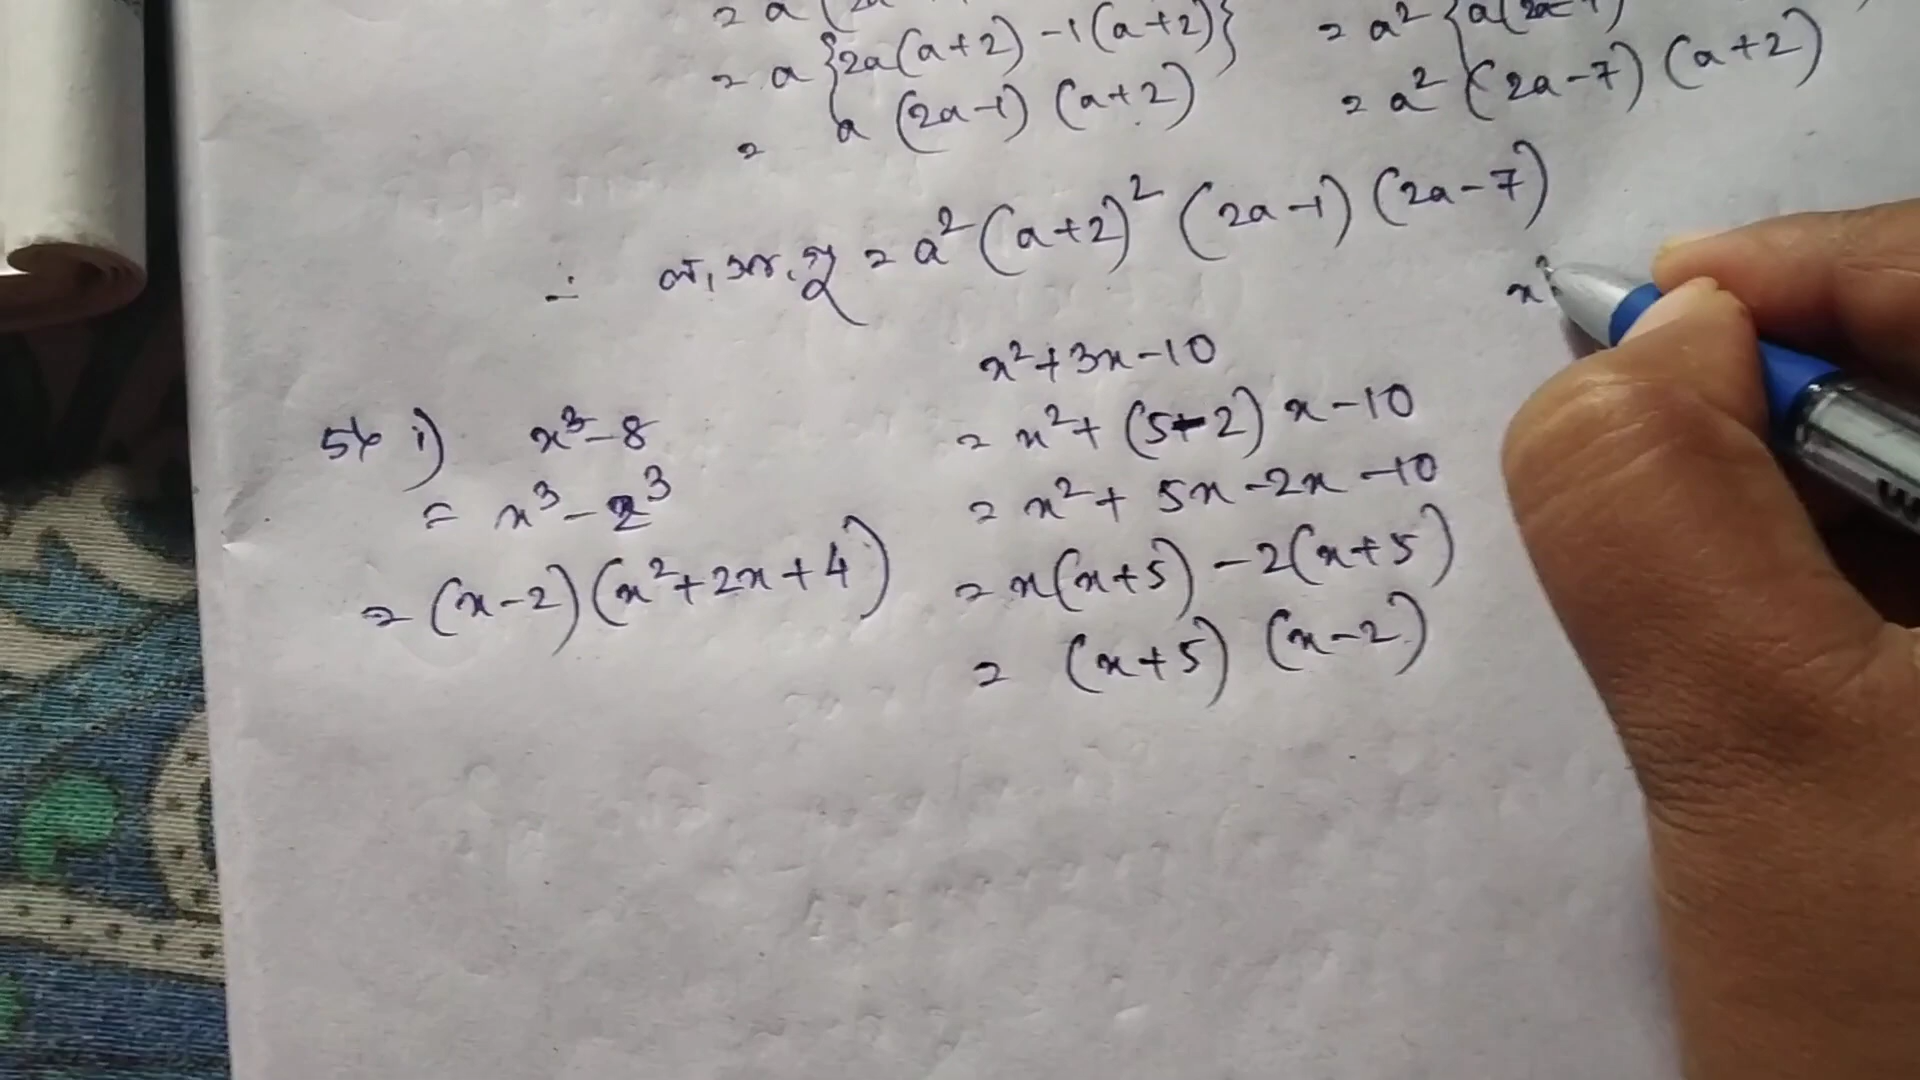 = a {2a(a+2) -1(a+2)}
= a (2a-1) (a+2)
= a² (2a-7) (a+2)
∴ ল,সা,গু = a² (a+2)² (2a-1) (2a-7)
5) i) x³-8
= x³-2³
= (x-2) (x²+2x+4)
x²+3x-10
= x²+ (5-2) x-10
= x²+ 5x-2x-10
= x(x+5) -2(x+5)
= (x+5) (x-2)